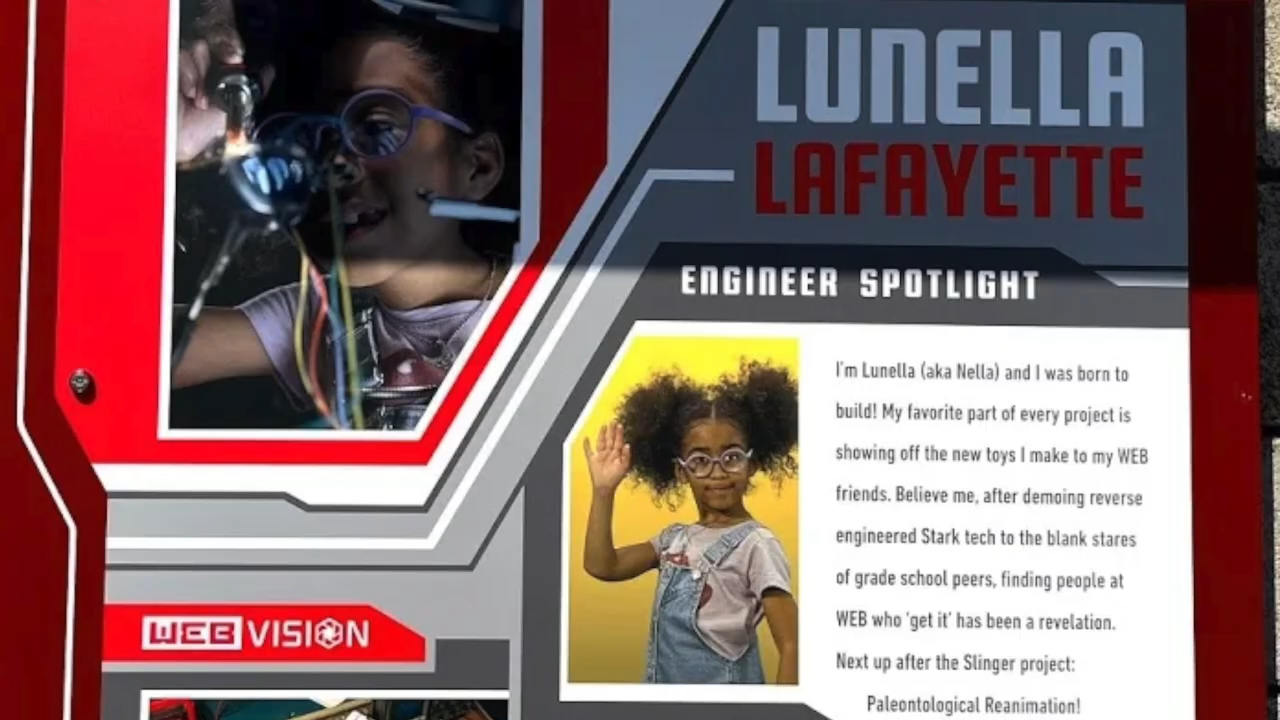 LUNELLA
LAFAYETTE
ENGINEER SPOTLIGHT
I'm Lunella (aka Nella) and I was born to
build! My favorite part of every project is
showing off the new toys I make to my WEB
friends. Believe me, after demoing reverse
engineered Stark tech to the blank stares
of grade school peers, finding people at
WEB who 'get it' has been a revelation.
Next up after the Slinger project:
Paleontological Reanimation!
WEB VISION